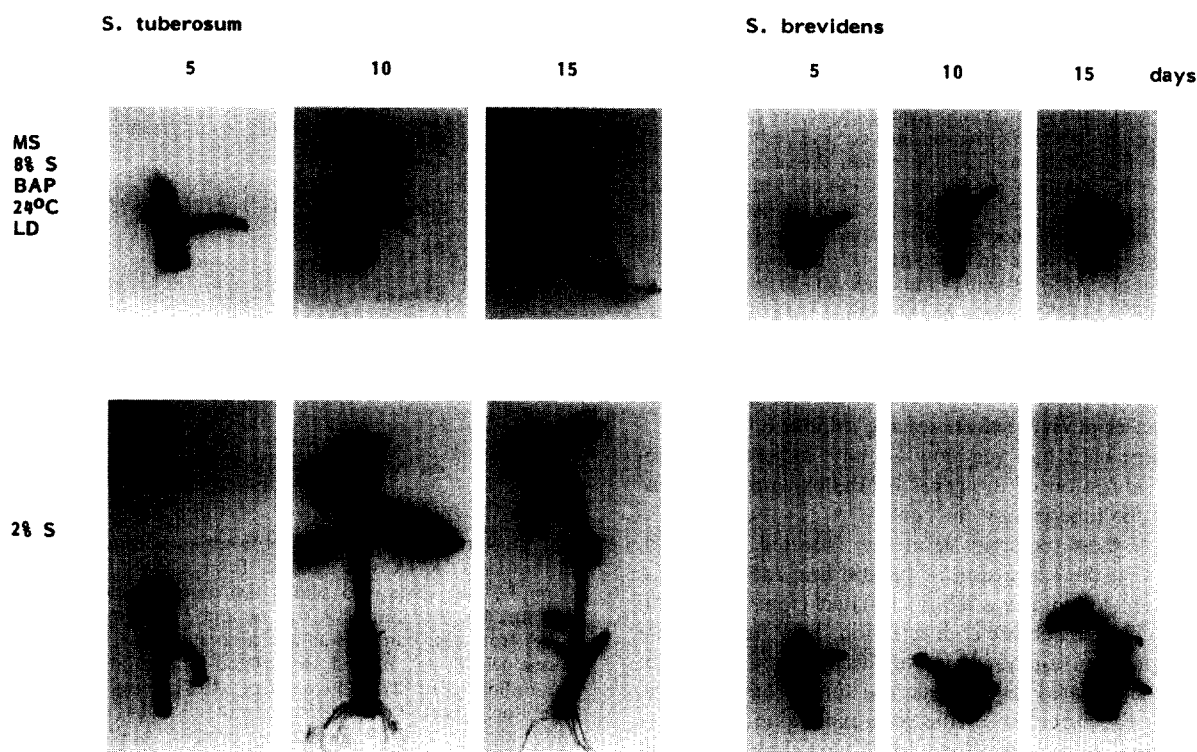 S. tuberosum
5 10 15
S. brevidens
5 10 15 days
MS
8% S
BAP
24°C
LD
2% S